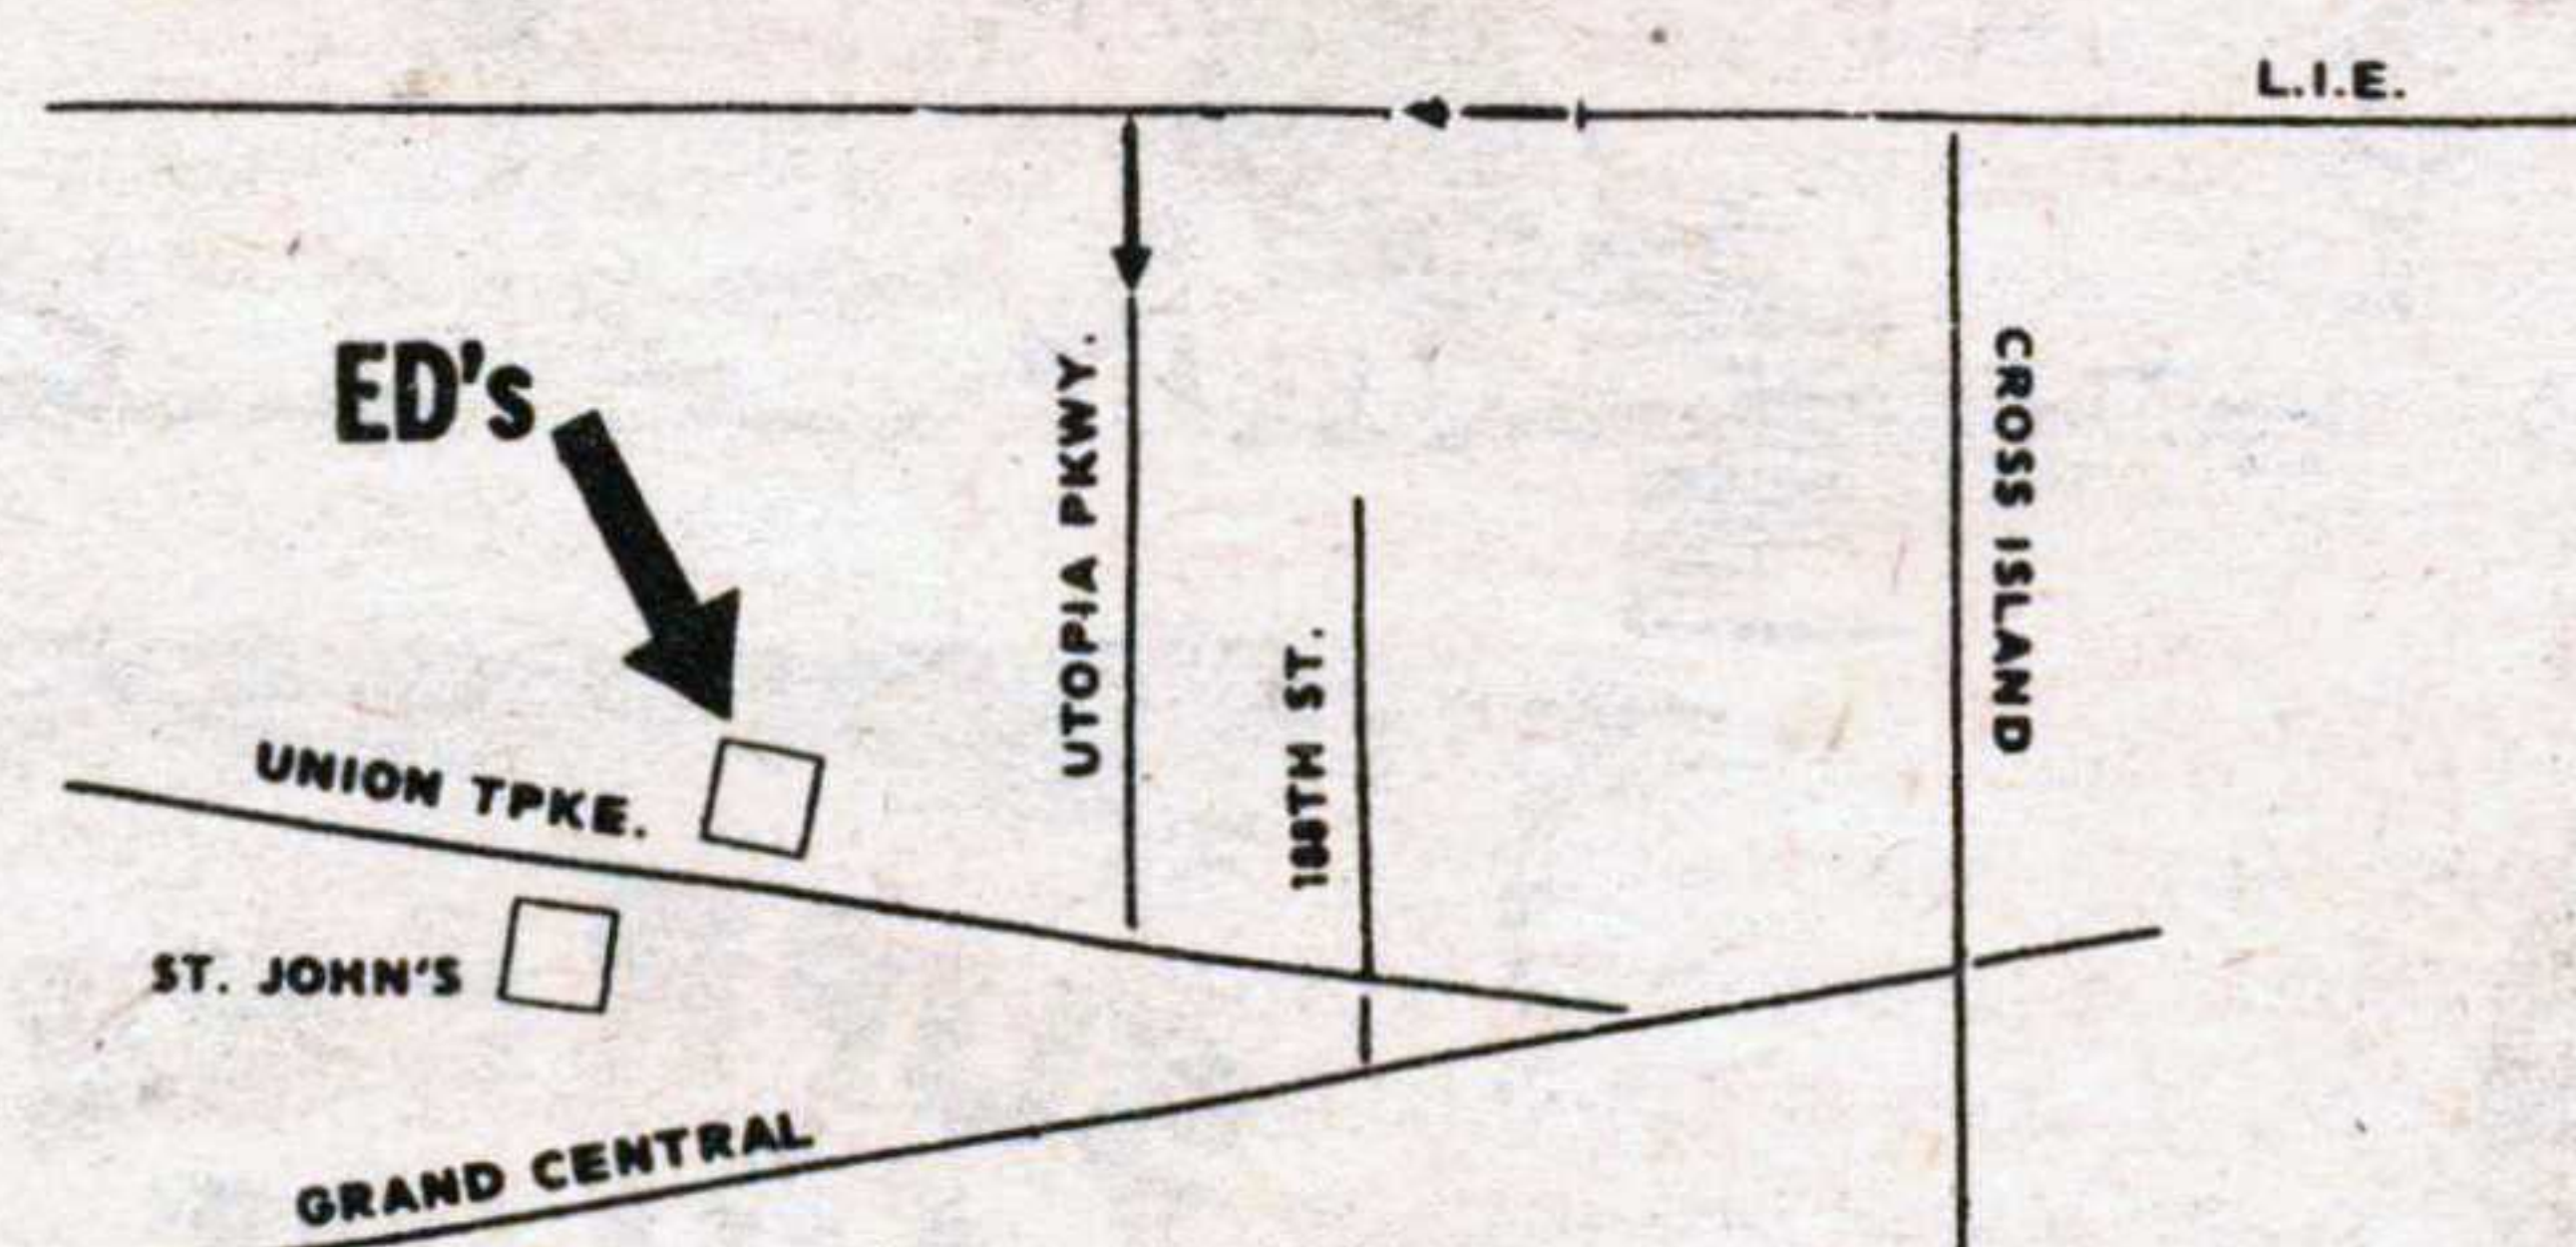 L.I.E.
ED's
UTOPIA PKWY.
CROSS ISLAND
188TH ST.
UNION TPKE.
ST. JOHN'S
GRAND CENTRAL